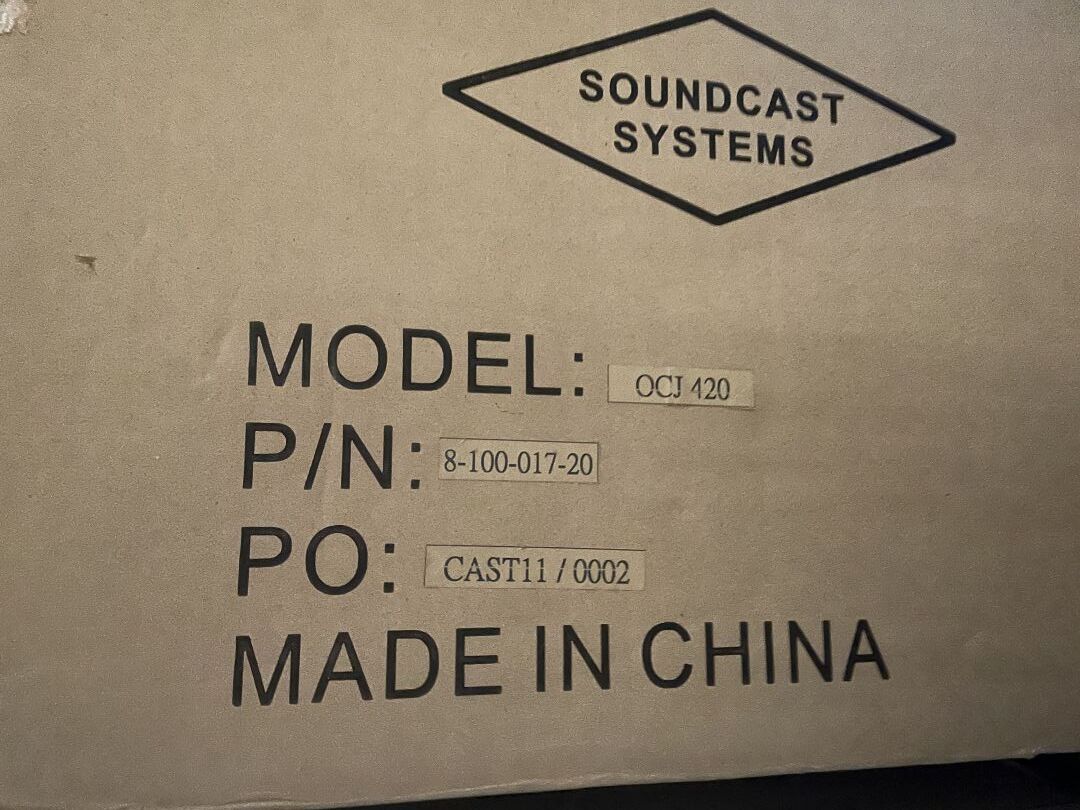 SOUNDCAST
SYSTEMS
MODEL: OCJ 420
P/N: 8-100-017-20
PO: CAST11 / 0002
MADE IN CHINA